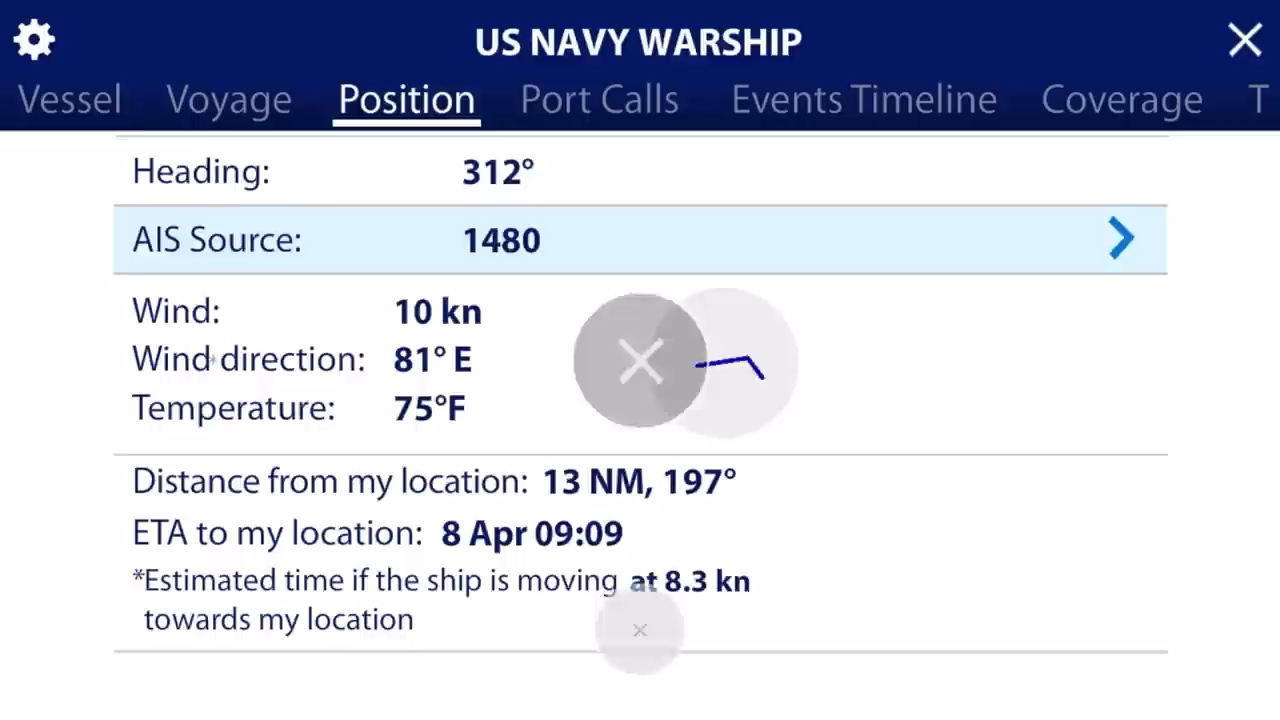 US NAVY WARSHIP
Vessel Voyage Position Port Calls Events Timeline Coverage T
Heading: 312°
AIS Source: 1480
Wind: 10 kn
Wind* direction: 81° E
Temperature: 75°F
Distance from my location: 13 NM, 197°
ETA to my location: 8 Apr 09:09
*Estimated time if the ship is moving at 8.3 kn
towards my location